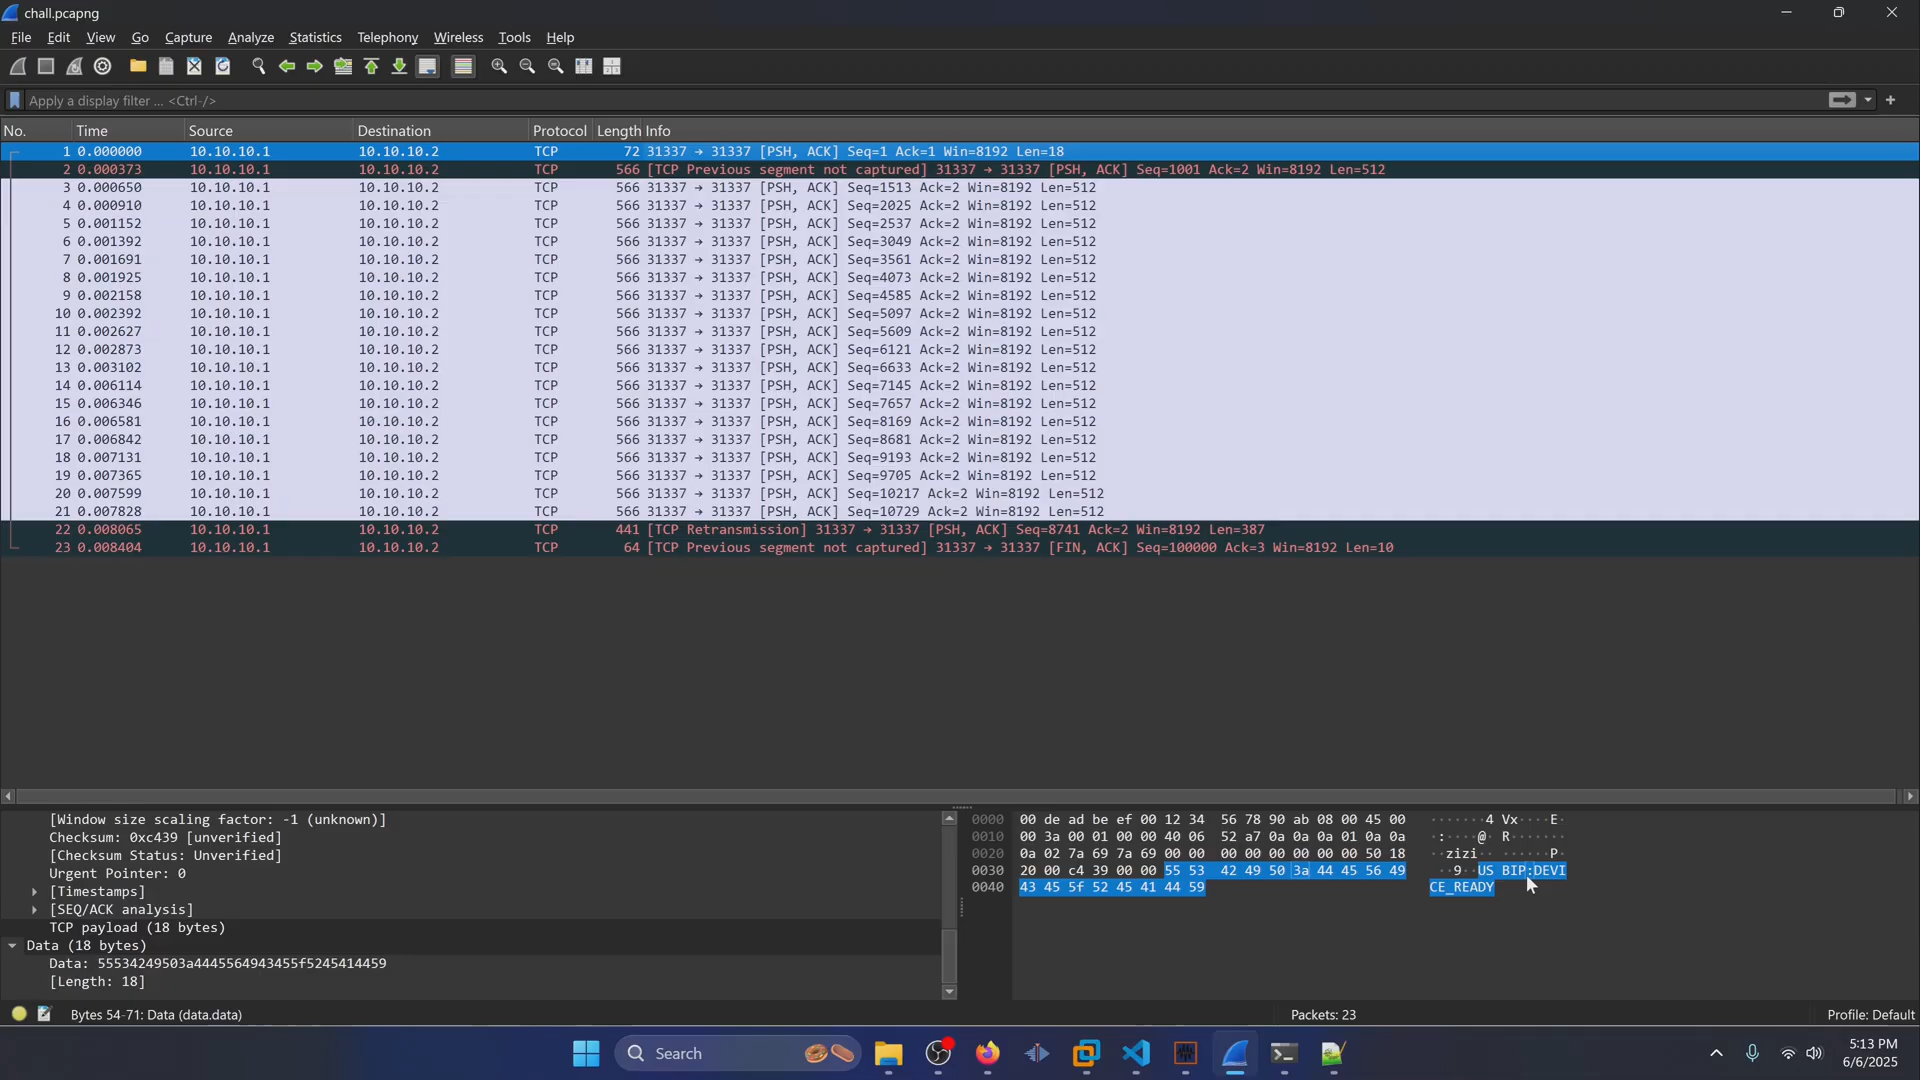 chall.pcapng
File Edit View Go Capture Analyze Statistics Telephony Wireless Tools Help
Apply a display filter … <Ctrl-/>
No. Time Source Destination Protocol Length Info
1 0.000000 10.10.10.1 10.10.10.2 TCP 72 31337 → 31337 [PSH, ACK] Seq=1 Ack=1 Win=8192 Len=18
2 0.000373 10.10.10.1 10.10.10.2 TCP 566 [TCP Previous segment not captured] 31337 → 31337 [PSH, ACK] Seq=1001 Ack=2 Win=8192 Len=512
3 0.000650 10.10.10.1 10.10.10.2 TCP 566 31337 → 31337 [PSH, ACK] Seq=1513 Ack=2 Win=8192 Len=512
4 0.000910 10.10.10.1 10.10.10.2 TCP 566 31337 → 31337 [PSH, ACK] Seq=2025 Ack=2 Win=8192 Len=512
5 0.001152 10.10.10.1 10.10.10.2 TCP 566 31337 → 31337 [PSH, ACK] Seq=2537 Ack=2 Win=8192 Len=512
6 0.001392 10.10.10.1 10.10.10.2 TCP 566 31337 → 31337 [PSH, ACK] Seq=3049 Ack=2 Win=8192 Len=512
7 0.001691 10.10.10.1 10.10.10.2 TCP 566 31337 → 31337 [PSH, ACK] Seq=3561 Ack=2 Win=8192 Len=512
8 0.001925 10.10.10.1 10.10.10.2 TCP 566 31337 → 31337 [PSH, ACK] Seq=4073 Ack=2 Win=8192 Len=512
9 0.002158 10.10.10.1 10.10.10.2 TCP 566 31337 → 31337 [PSH, ACK] Seq=4585 Ack=2 Win=8192 Len=512
10 0.002392 10.10.10.1 10.10.10.2 TCP 566 31337 → 31337 [PSH, ACK] Seq=5097 Ack=2 Win=8192 Len=512
11 0.002627 10.10.10.1 10.10.10.2 TCP 566 31337 → 31337 [PSH, ACK] Seq=5609 Ack=2 Win=8192 Len=512
12 0.002873 10.10.10.1 10.10.10.2 TCP 566 31337 → 31337 [PSH, ACK] Seq=6121 Ack=2 Win=8192 Len=512
13 0.003102 10.10.10.1 10.10.10.2 TCP 566 31337 → 31337 [PSH, ACK] Seq=6633 Ack=2 Win=8192 Len=512
14 0.006114 10.10.10.1 10.10.10.2 TCP 566 31337 → 31337 [PSH, ACK] Seq=7145 Ack=2 Win=8192 Len=512
15 0.006346 10.10.10.1 10.10.10.2 TCP 566 31337 → 31337 [PSH, ACK] Seq=7657 Ack=2 Win=8192 Len=512
16 0.006581 10.10.10.1 10.10.10.2 TCP 566 31337 → 31337 [PSH, ACK] Seq=8169 Ack=2 Win=8192 Len=512
17 0.006842 10.10.10.1 10.10.10.2 TCP 566 31337 → 31337 [PSH, ACK] Seq=8681 Ack=2 Win=8192 Len=512
18 0.007131 10.10.10.1 10.10.10.2 TCP 566 31337 → 31337 [PSH, ACK] Seq=9193 Ack=2 Win=8192 Len=512
19 0.007365 10.10.10.1 10.10.10.2 TCP 566 31337 → 31337 [PSH, ACK] Seq=9705 Ack=2 Win=8192 Len=512
20 0.007599 10.10.10.1 10.10.10.2 TCP 566 31337 → 31337 [PSH, ACK] Seq=10217 Ack=2 Win=8192 Len=512
21 0.007828 10.10.10.1 10.10.10.2 TCP 566 31337 → 31337 [PSH, ACK] Seq=10729 Ack=2 Win=8192 Len=512
22 0.008065 10.10.10.1 10.10.10.2 TCP 441 [TCP Retransmission] 31337 → 31337 [PSH, ACK] Seq=8741 Ack=2 Win=8192 Len=387
23 0.008404 10.10.10.1 10.10.10.2 TCP 64 [TCP Previous segment not captured] 31337 → 31337 [FIN, ACK] Seq=100000 Ack=3 Win=8192 Len=10
[Window size scaling factor: -1 (unknown)]
Checksum: 0xc439 [unverified]
[Checksum Status: Unverified]
Urgent Pointer: 0
[Timestamps]
[SEQ/ACK analysis]
TCP payload (18 bytes)
Data (18 bytes)
Data: 55534249503a4445564943455f5245414459
[Length: 18]
0000 00 de ad be ef 00 12 34 56 78 90 ab 08 00 45 00 ·······4 Vx····E·
0010 00 3a 00 01 00 00 40 06 52 a7 0a 0a 0a 01 0a 0a ·:····@· R·······
0020 0a 02 7a 69 7a 69 00 00 00 00 00 00 00 00 50 18 ··zizi·· ······P·
0030 20 00 c4 39 00 00 55 53 42 49 50 3a 44 45 56 49 ··9··US BIP:DEVI
0040 43 45 5f 52 45 41 44 59 CE_READY
Bytes 54-71: Data (data.data) Packets: 23 Profile: Default
Search
5:13 PM
6/6/2025